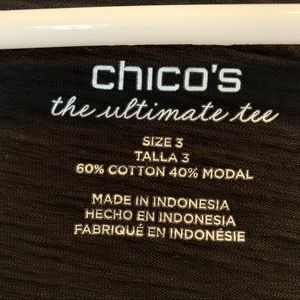 chico's
the ultimate tee
SIZE 3
TALLA 3
60% COTTON 40% MODAL
MADE IN INDONESIA
HECHO EN INDONESIA
FABRIQUÉ EN INDONÉSIE